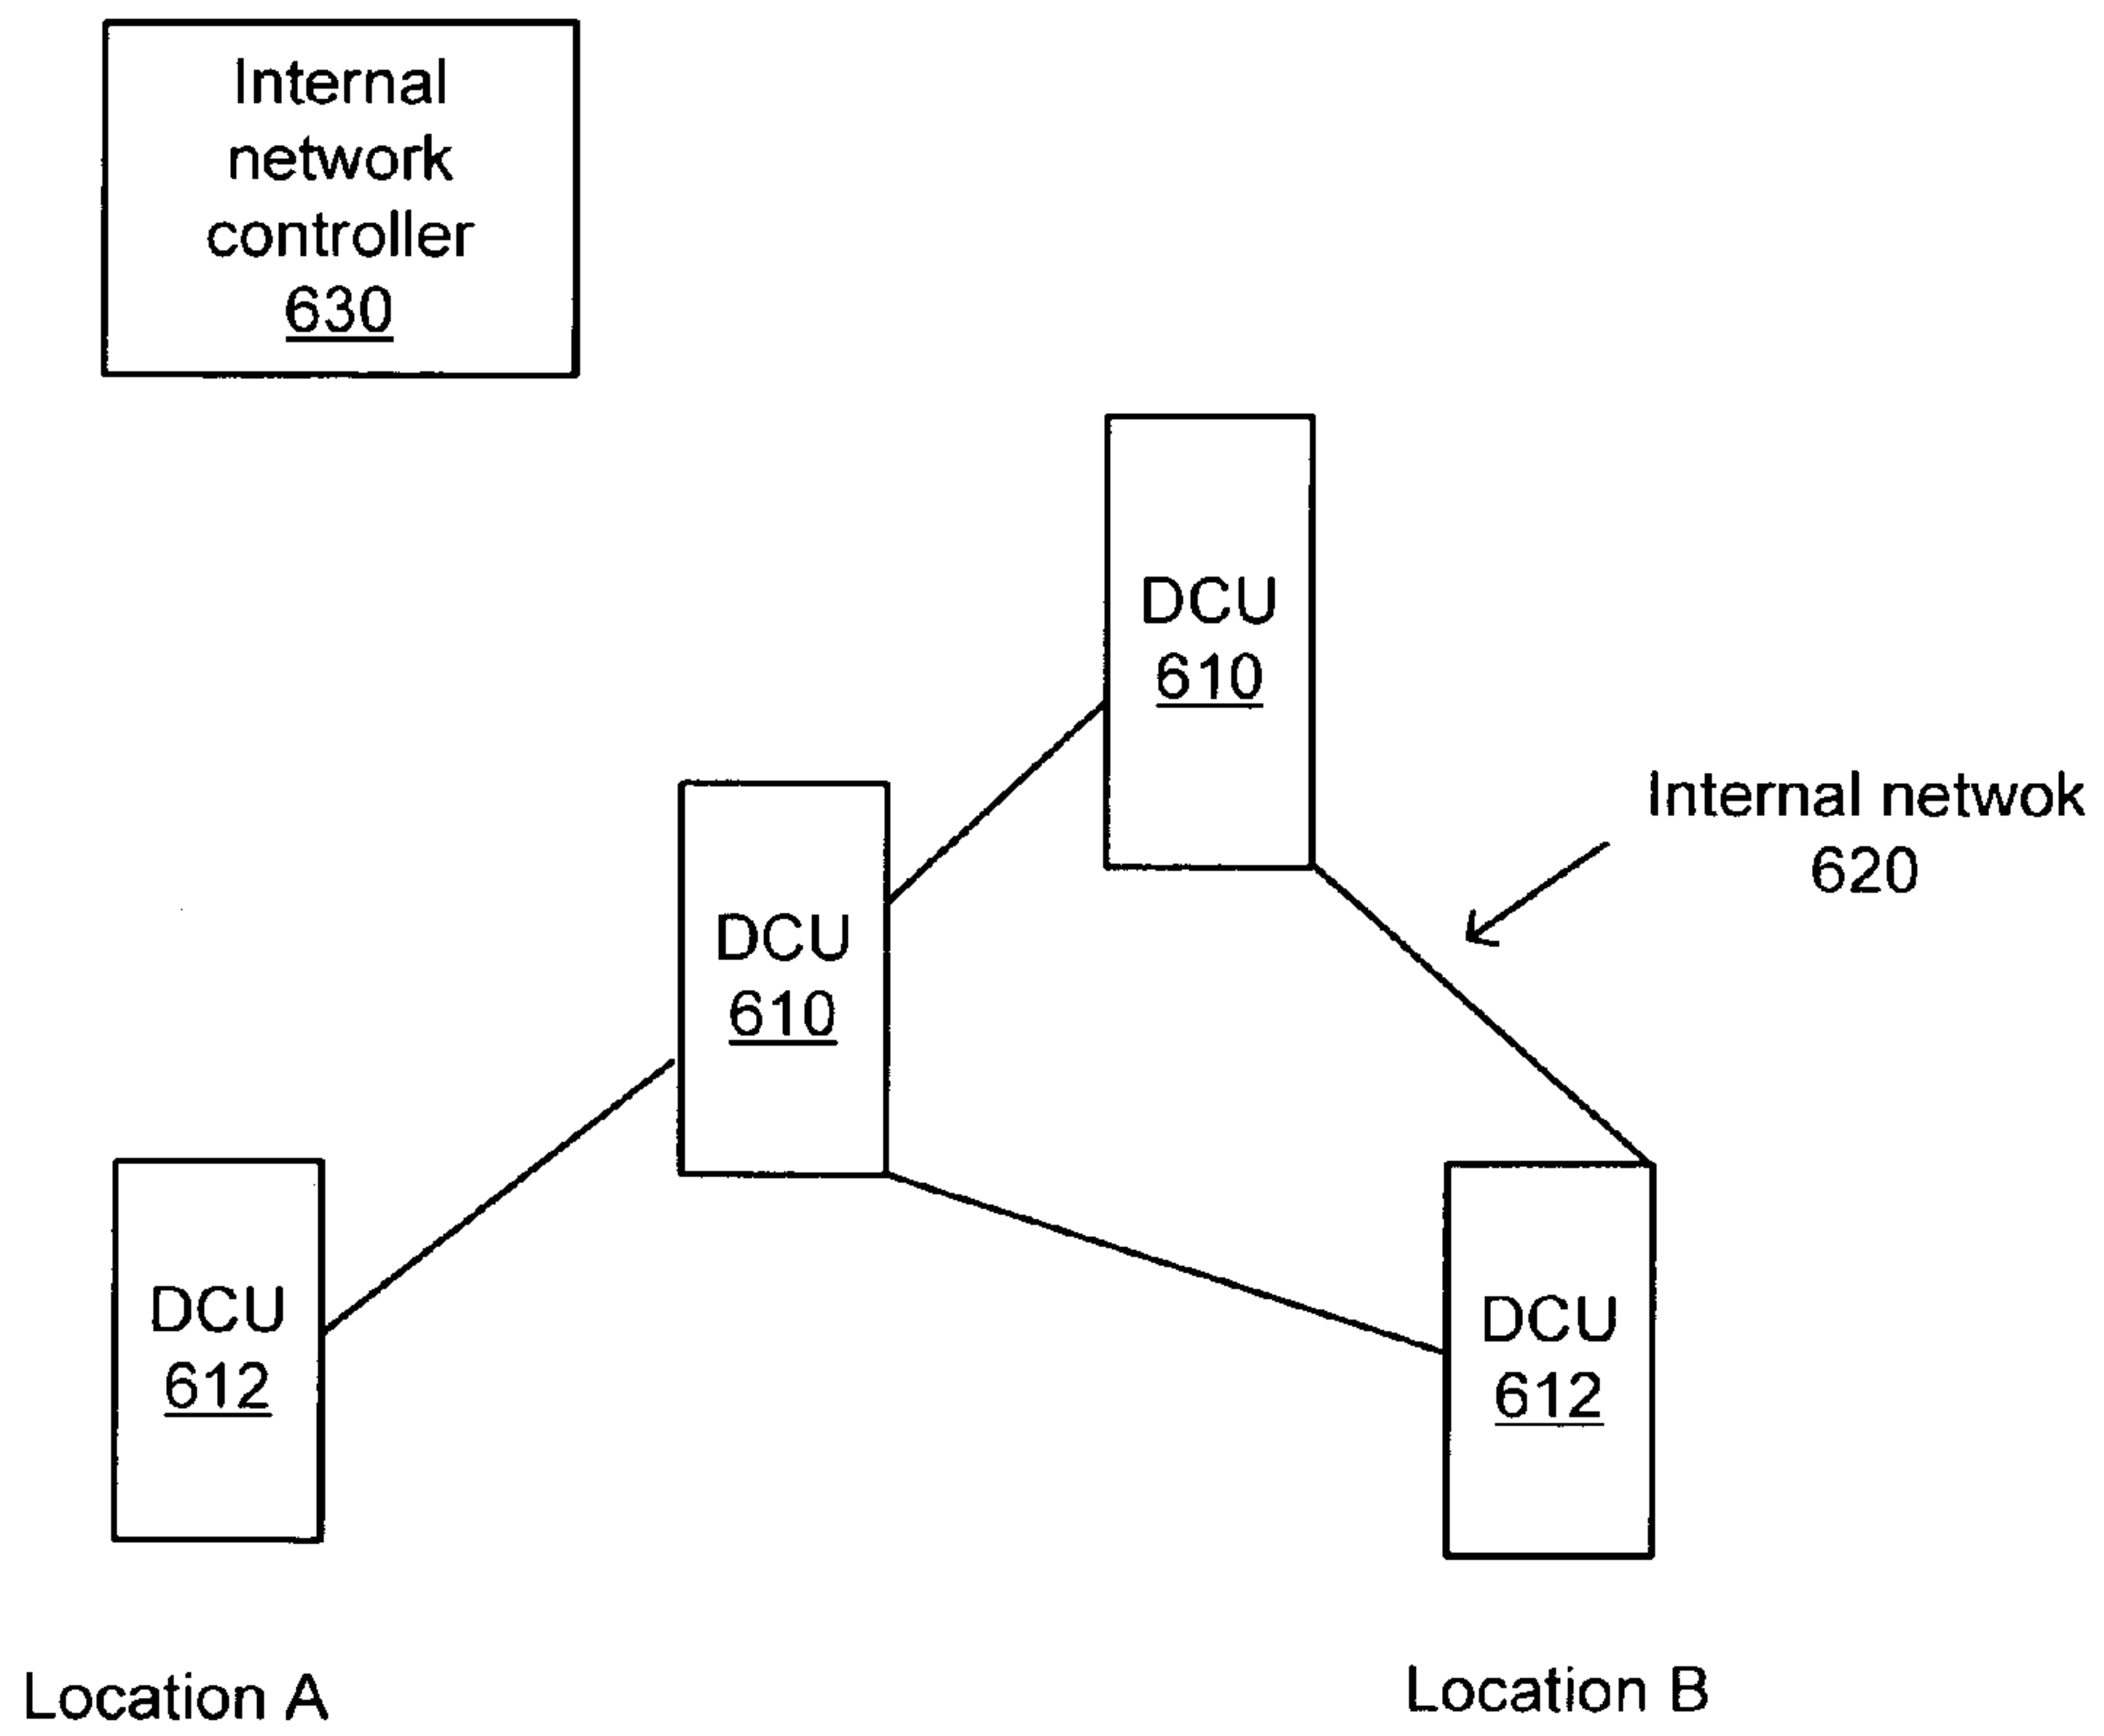 Internal
network
controller
630
DCU
610
Internal netwok
620
DCU
610
DCU
612
DCU
612
Location A
Location B